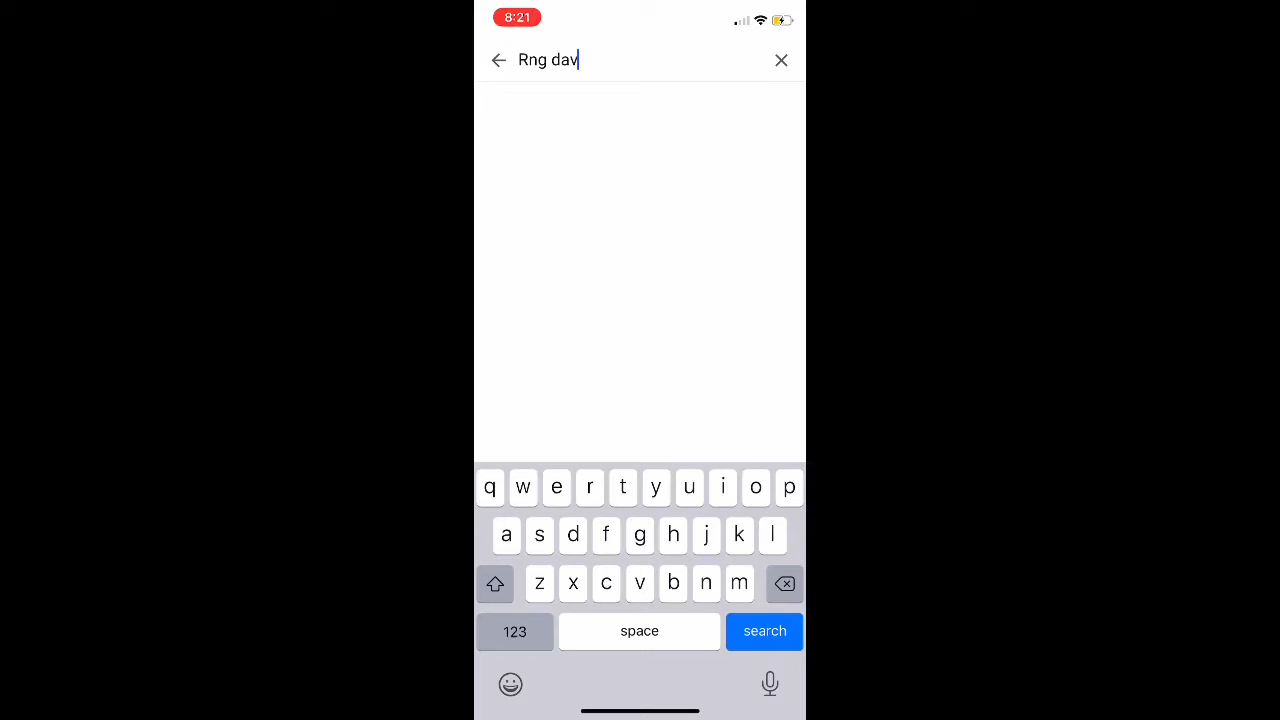 8:21
Rng dav
q w e r t y u i o p
a s d f g h j k l
z x c v b n m
123 space search